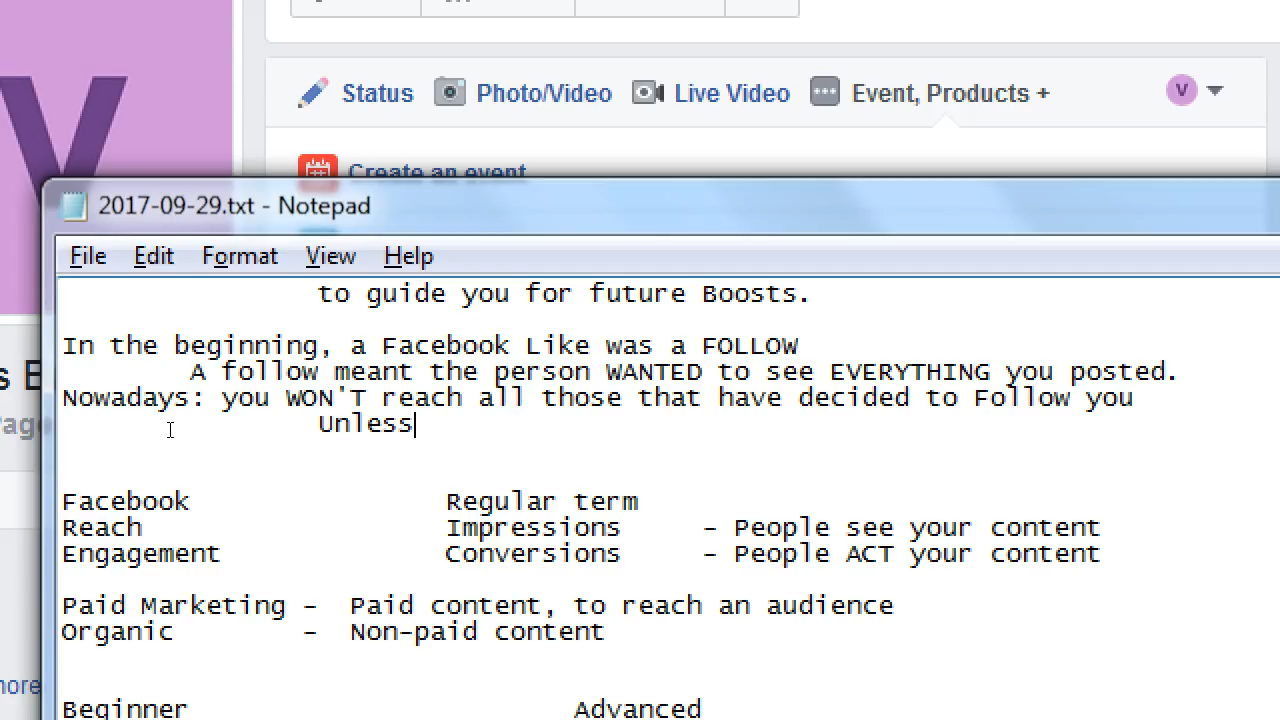 V
Status Photo/Video Live Video Event, Products + V
Create an event
2017-09-29.txt - Notepad
File Edit Format View Help
to guide you for future Boosts.
In the beginning, a Facebook Like was a FOLLOW
A follow meant the person WANTED to see EVERYTHING you posted.
Nowadays: you WON'T reach all those that have decided to Follow you
Unless
Facebook Regular term
Reach Impressions - People see your content
Engagement Conversions - People ACT your content
Paid Marketing - Paid content, to reach an audience
Organic - Non-paid content
Beginner Advanced